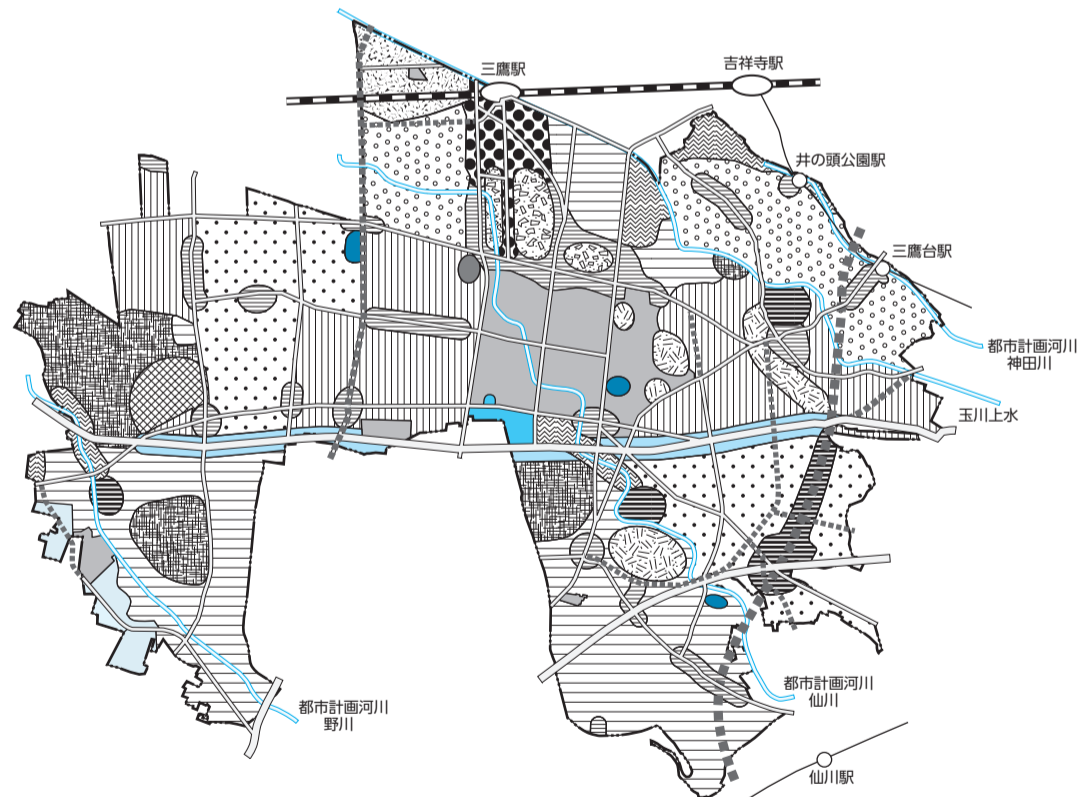 三鷹駅
吉祥寺駅
井の頭公園駅
三鷹台駅
都市計画河川
神田川
玉川上水
都市計画河川
仙川
都市計画河川
野川
仙川駅